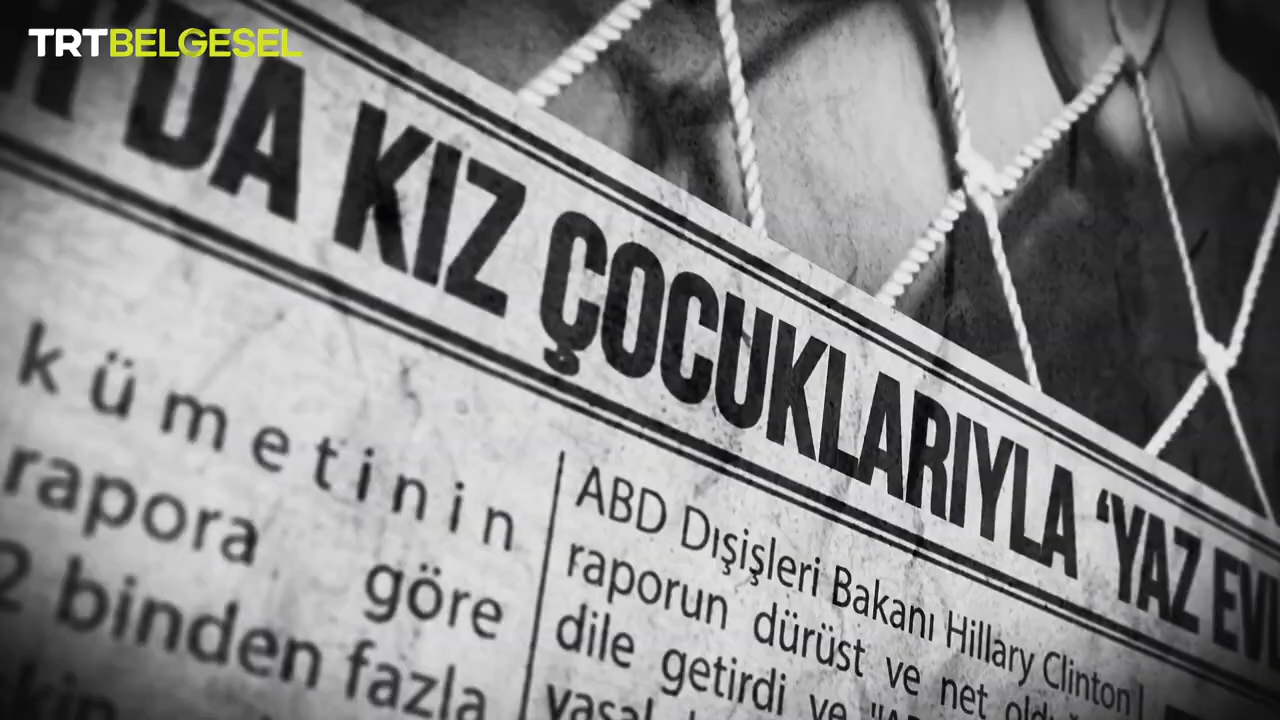 TRTBELGESEL
'DA KIZ ÇOCUKLARIYLA 'YAZ
kümetinin
rapora göre
2 binden fazla
ABD Dışişleri Bakanı Hillary Clinton
raporun dürüst ve net
dile getirdi ve